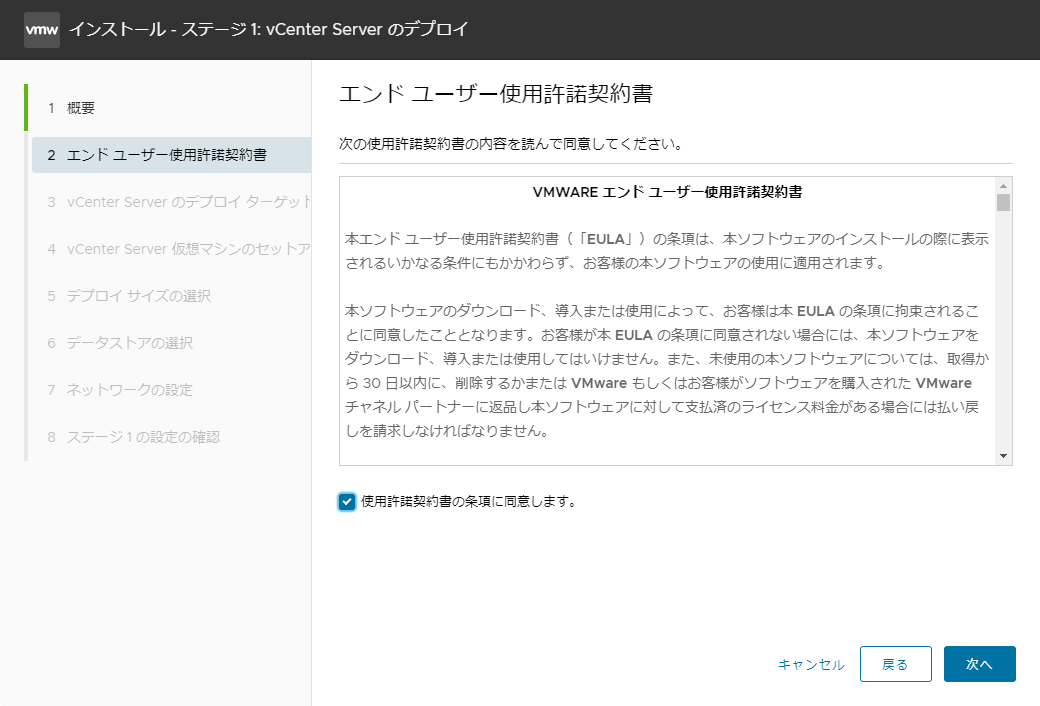 vmw インストール - ステージ 1: vCenter Server のデプロイ
1 概要
2 エンド ユーザー使用許諾契約書
3 vCenter Server のデプロイ ターゲット
4 vCenter Server 仮想マシンのセットア
5 デプロイ サイズの選択
6 データストアの選択
7 ネットワークの設定
8 ステージ 1 の設定の確認
エンド ユーザー使用許諾契約書
次の使用許諾契約書の内容を読んで同意してください。
VMWARE エンド ユーザー使用許諾契約書
本エンド ユーザー使用許諾契約書（「EULA」）の条項は、本ソフトウェアのインストールの際に表示
されるいかなる条件にもかかわらず、お客様の本ソフトウェアの使用に適用されます。
本ソフトウェアのダウンロード、導入または使用によって、お客様は本 EULA の条項に拘束されるこ
とに同意したこととなります。お客様が本 EULA の条項に同意されない場合には、本ソフトウェアを
ダウンロード、導入または使用してはいけません。また、未使用の本ソフトウェアについては、取得か
ら 30 日以内に、削除するかまたは VMware もしくはお客様がソフトウェアを購入された VMware
チャネル パートナーに返品し本ソフトウェアに対して支払済のライセンス料金がある場合には払い戻
しを請求しなければなりません。
使用許諾契約書の条項に同意します。
キャンセル 戻る 次へ